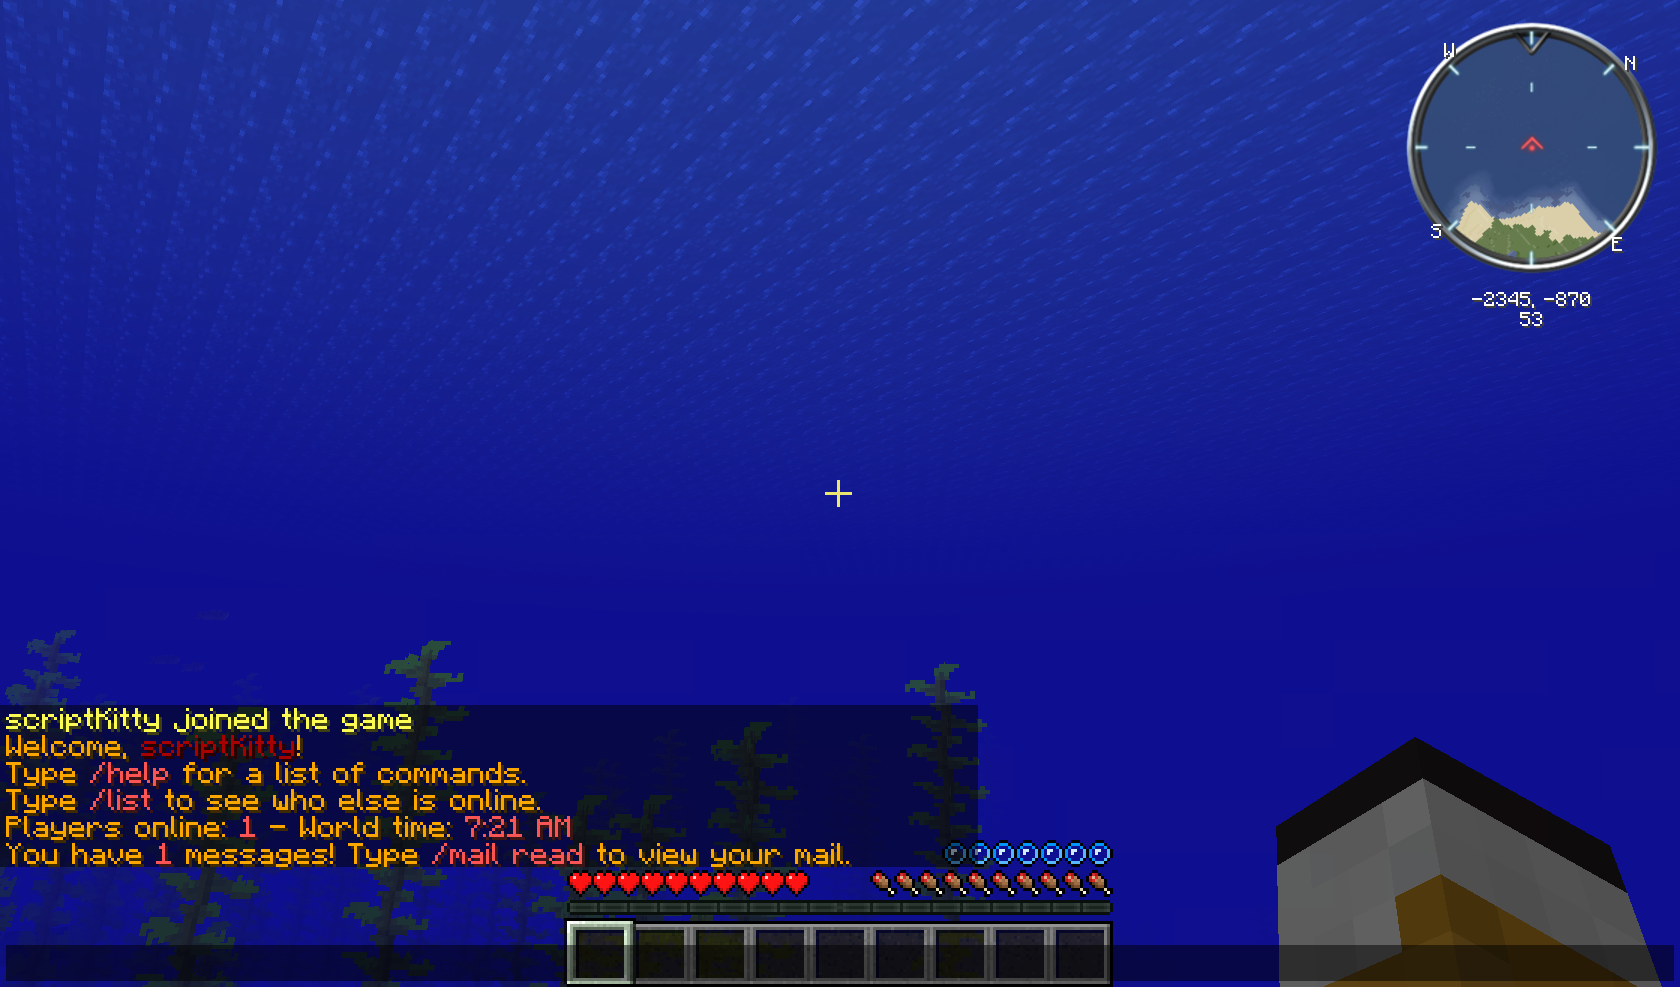 W
N
S
E
-2345, -870
53
scriptKitty joined the game
Welcome, scriptKitty!
Type /help for a list of commands.
Type /list to see who else is online.
Players online: 1 - World time: 7:21 AM
You have 1 messages! Type /mail read to view your mail.